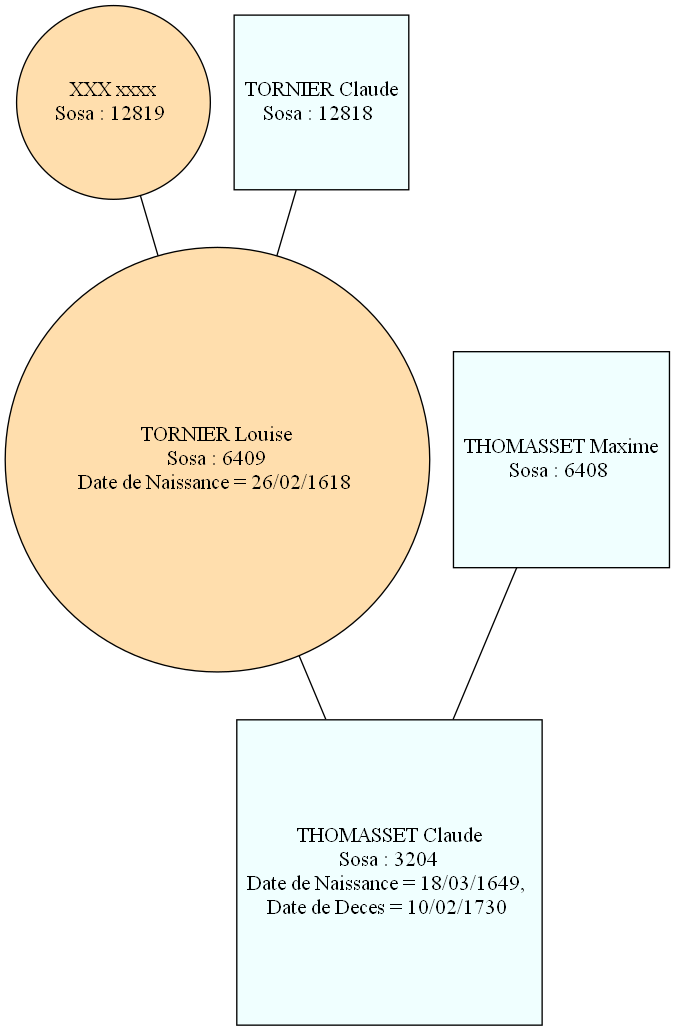 XXX xxxx
Sosa : 12819
TORNIER Claude
Sosa : 12818
TORNIER Louise
Sosa : 6409
Date de Naissance = 26/02/1618
THOMASSET Maxime
Sosa : 6408
THOMASSET Claude
Sosa : 3204
Date de Naissance = 18/03/1649,
Date de Deces = 10/02/1730